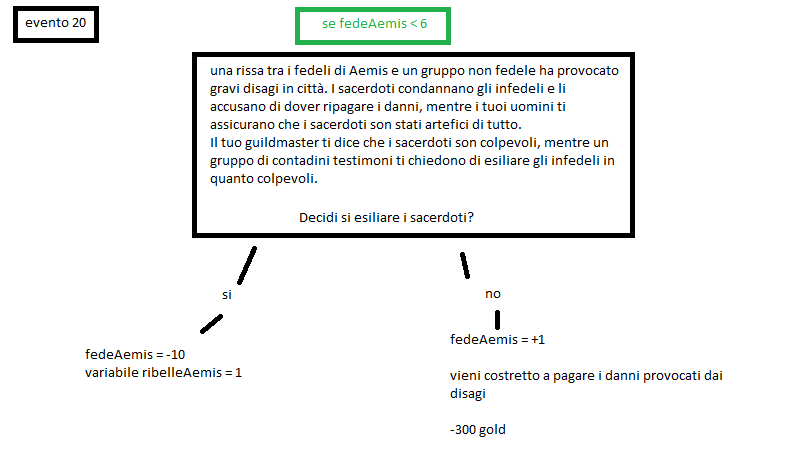 evento 20
se fedeAemis < 6
una rissa tra i fedeli di Aemis e un gruppo non fedele ha provocato
gravi disagi in città. I sacerdoti condannano gli infedeli e li
accusano di dover ripagare i danni, mentre i tuoi uomini ti
assicurano che i sacerdoti son stati artefici di tutto.
Il tuo guildmaster ti dice che i sacerdoti son colpevoli, mentre un
gruppo di contadini testimoni ti chiedono di esiliare gli infedeli in
quanto colpevoli.
Decidi si esiliare i sacerdoti?
si
no
fedeAemis = -10
variabile ribelleAemis = 1
fedeAemis = +1
vieni costretto a pagare i danni provocati dai
disagi
-300 gold